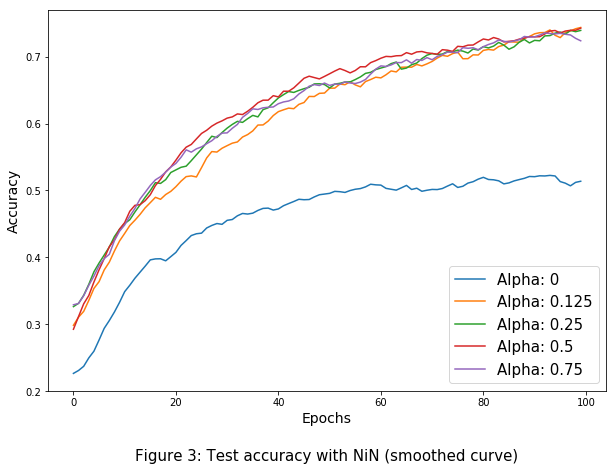 0.7
0.6
0.5
0.4
0.3
0.2
Accuracy
Alpha: 0
Alpha: 0.125
Alpha: 0.25
Alpha: 0.5
Alpha: 0.75
0 20 40 60 80 100
Epochs
Figure 3: Test accuracy with NiN (smoothed curve)